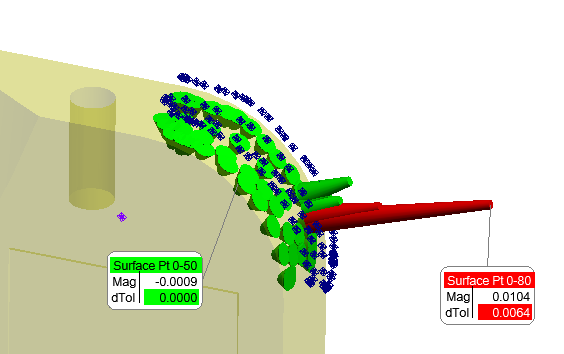 Surface Pt 0-50
Mag -0.0009
dTol 0.0000
Surface Pt 0-80
Mag 0.0104
dTol 0.0064